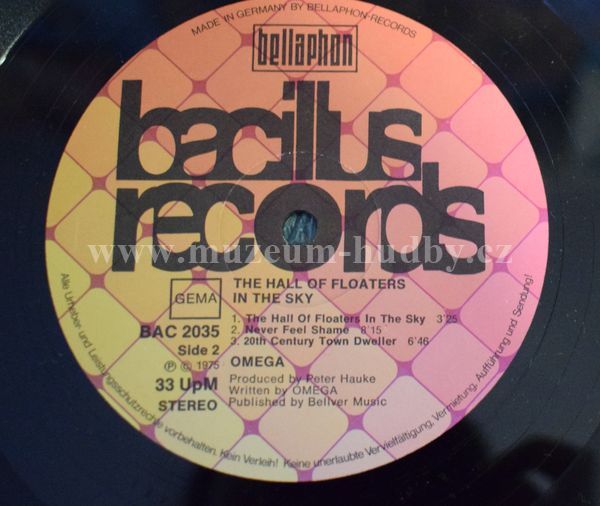 MADE IN GERMANY BY BELLAPHON-RECORDS
bellaphon
bacillus
records
www.muzeum-hudby.cz
GEMA
THE HALL OF FLOATERS
IN THE SKY
BAC 2035
Side 2
Ⓟ © 1975
33 UpM
STEREO
1. The Hall Of Floaters In The Sky 3'25
2. Never Feel Shame 8'15
3. 20th Century Town Dweller 6'46
OMEGA
Produced by Peter Hauke
Written by OMEGA
Published by Bellver Music
Alle Urheber- und Leistungsschutzrechte vorbehalten. Kein Verleih! Keine unerlaubte Vervielfältigung, Vermietung, Aufführung und Sendung!